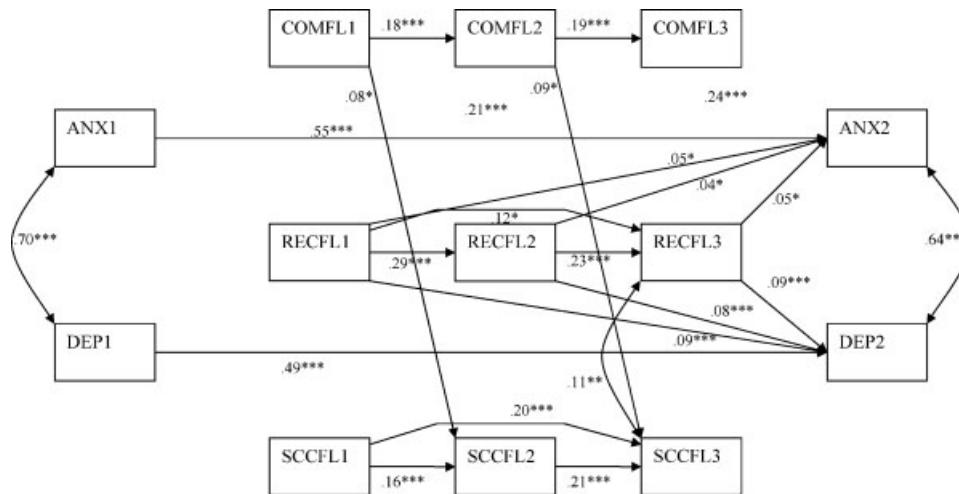 COMFL1 .18*** COMFL2 .19*** COMFL3
.08* .21*** .09* .24***
ANX1 .55*** ANX2
.05*
.04*
.05*
.12*
RECFL1 RECFL2 RECFL3
.70*** .29*** .23*** .64**
.09***
.08***
DEP1 .09*** DEP2
.49***
.11**
.20***
SCCFL1 SCCFL2 SCCFL3
.16*** .21***